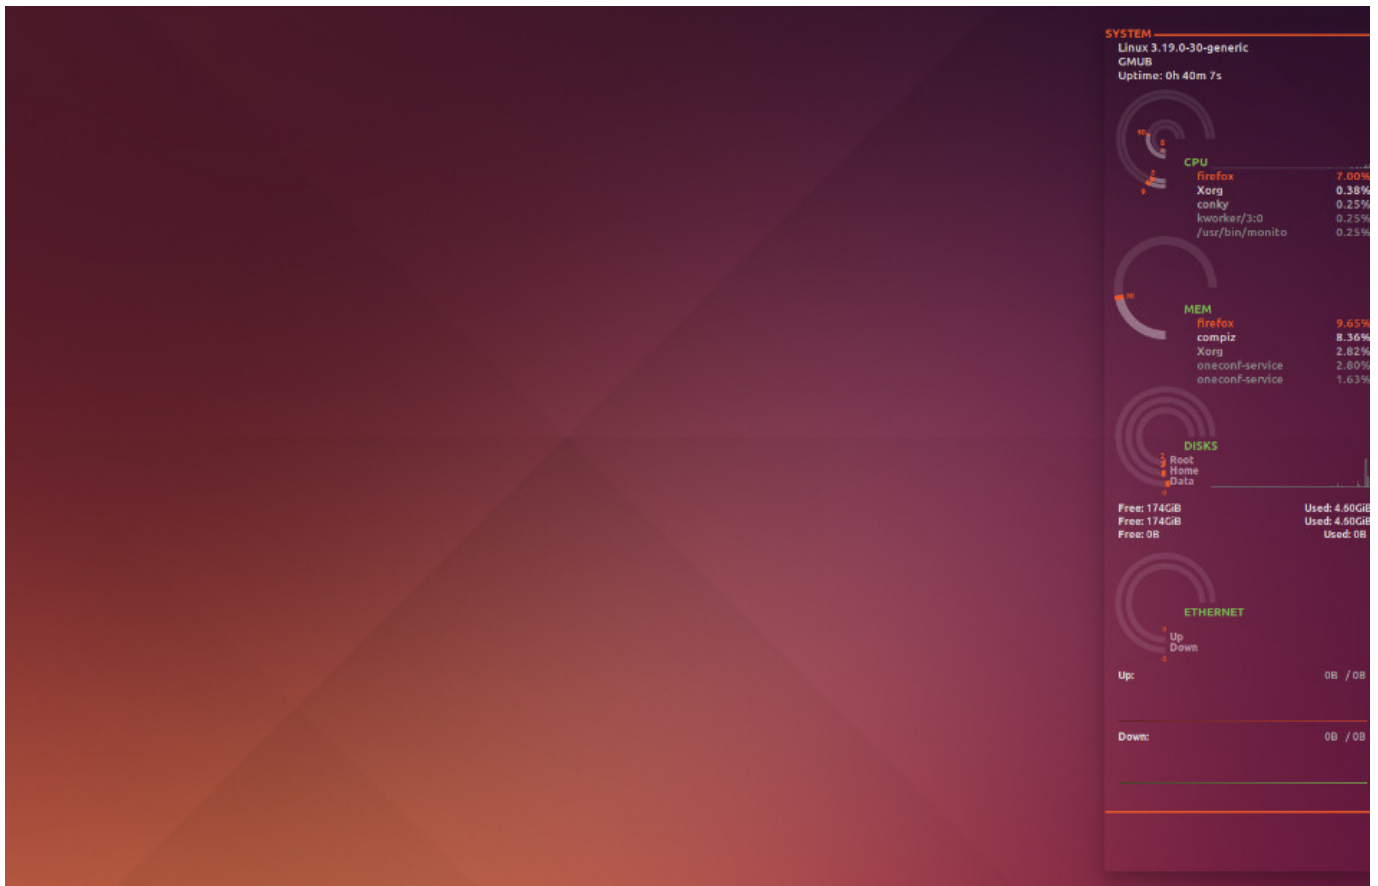 SYSTEM
Linux 3.19.0-30-generic
GMUB
Uptime: 0h 40m 7s
CPU
firefox 7.00%
Xorg 0.38%
conky 0.25%
kworker/3:0 0.25%
/usr/bin/monito 0.25%
MEM
firefox 9.65%
compiz 8.36%
Xorg 2.82%
oneconf-service 2.80%
oneconf-service 1.63%
DISKS
Root
Home
Data
Free: 174GiB Used: 4.60GiB
Free: 174GiB Used: 4.60GiB
Free: 0B Used: 0B
ETHERNET
Up
Down
Up: 0B / 0B
Down: 0B / 0B